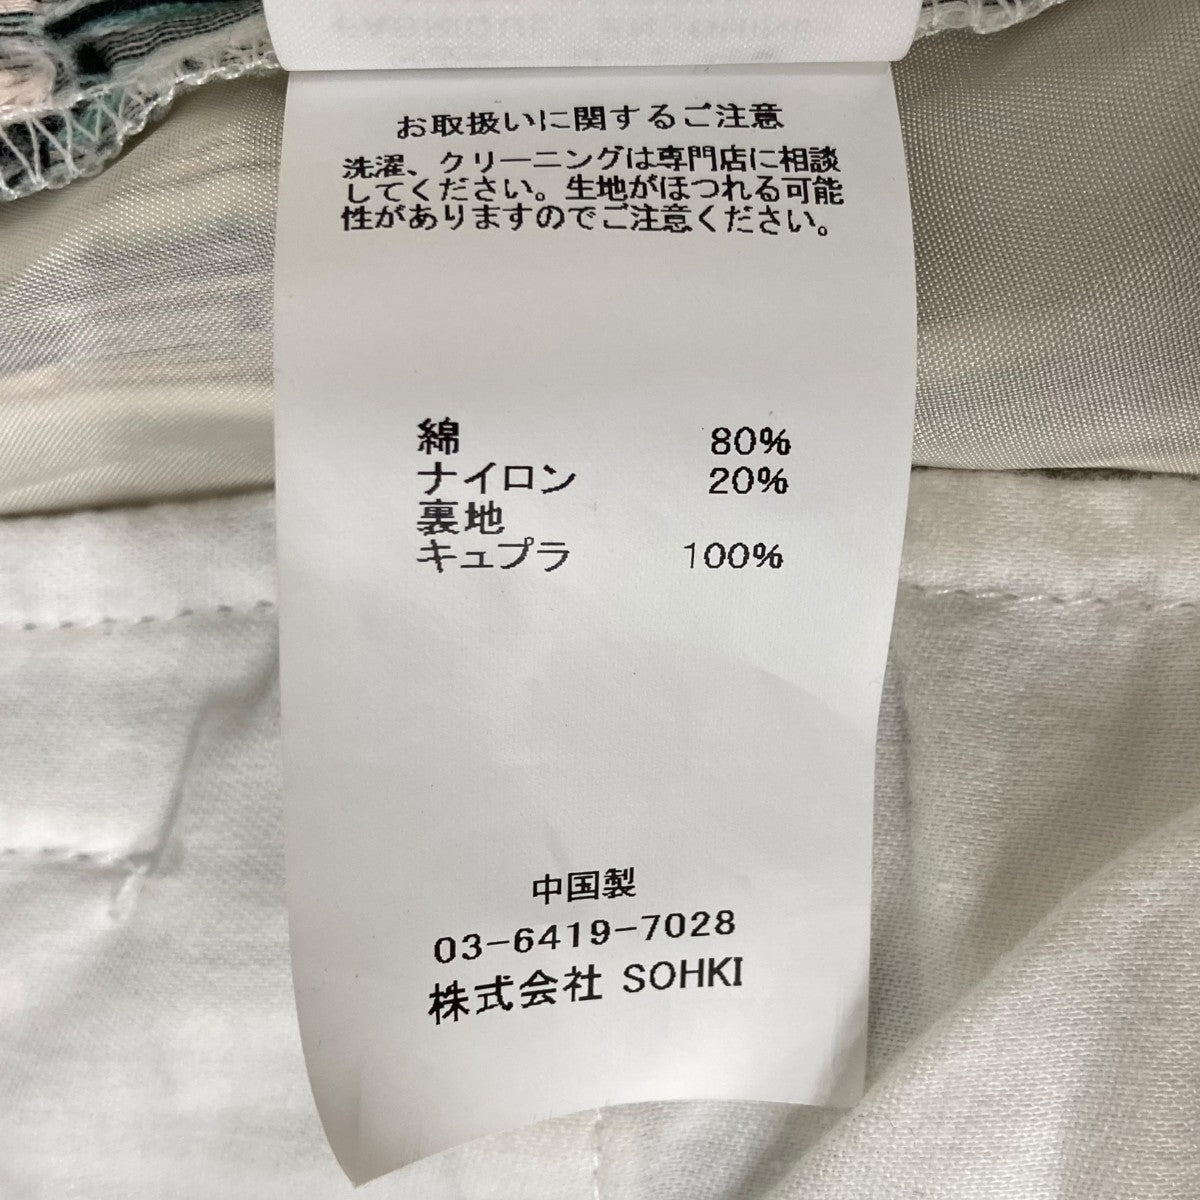 お取扱いに関するご注意
洗濯、クリーニングは専門店に相談
してください。生地がほつれる可能
性がありますのでご注意ください。
綿 80%
ナイロン 20%
裏地
キュプラ 100%
中国製
03-6419-7028
株式会社 SOHKI